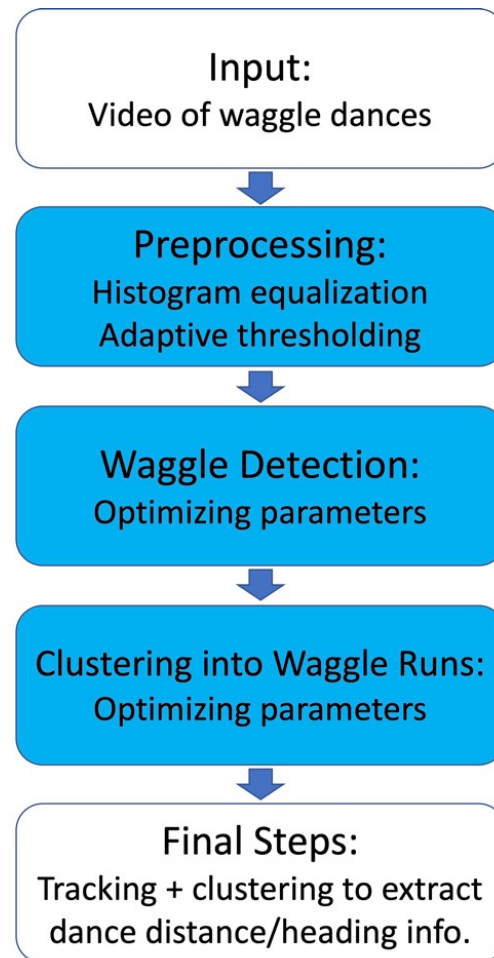 Input:
Video of waggle dances
Preprocessing:
Histogram equalization
Adaptive thresholding
Waggle Detection:
Optimizing parameters
Clustering into Waggle Runs:
Optimizing parameters
Final Steps:
Tracking + clustering to extract
dance distance/heading info.